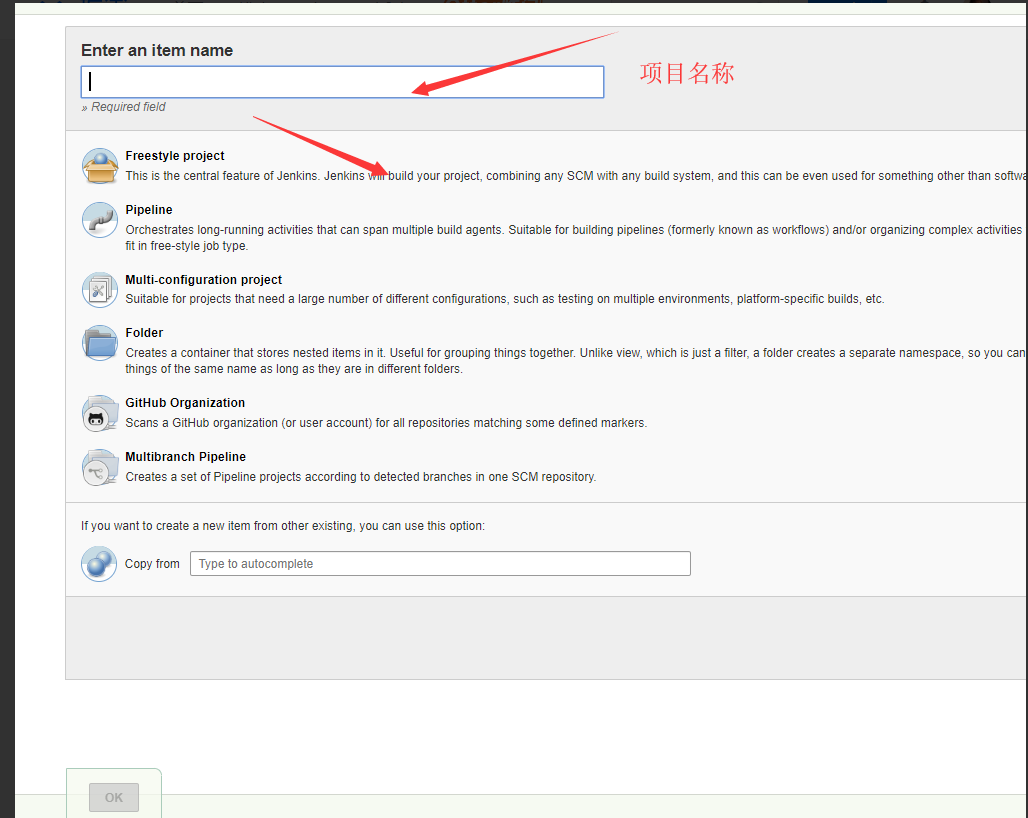 Enter an item name
项目名称
» Required field
Freestyle project
This is the central feature of Jenkins. Jenkins will build your project, combining any SCM with any build system, and this can be even used for something other than softwa
Pipeline
Orchestrates long-running activities that can span multiple build agents. Suitable for building pipelines (formerly known as workflows) and/or organizing complex activities
fit in free-style job type.
Multi-configuration project
Suitable for projects that need a large number of different configurations, such as testing on multiple environments, platform-specific builds, etc.
Folder
Creates a container that stores nested items in it. Useful for grouping things together. Unlike view, which is just a filter, a folder creates a separate namespace, so you can
things of the same name as long as they are in different folders.
GitHub Organization
Scans a GitHub organization (or user account) for all repositories matching some defined markers.
Multibranch Pipeline
Creates a set of Pipeline projects according to detected branches in one SCM repository.
If you want to create a new item from other existing, you can use this option:
Copy from
Type to autocomplete
OK